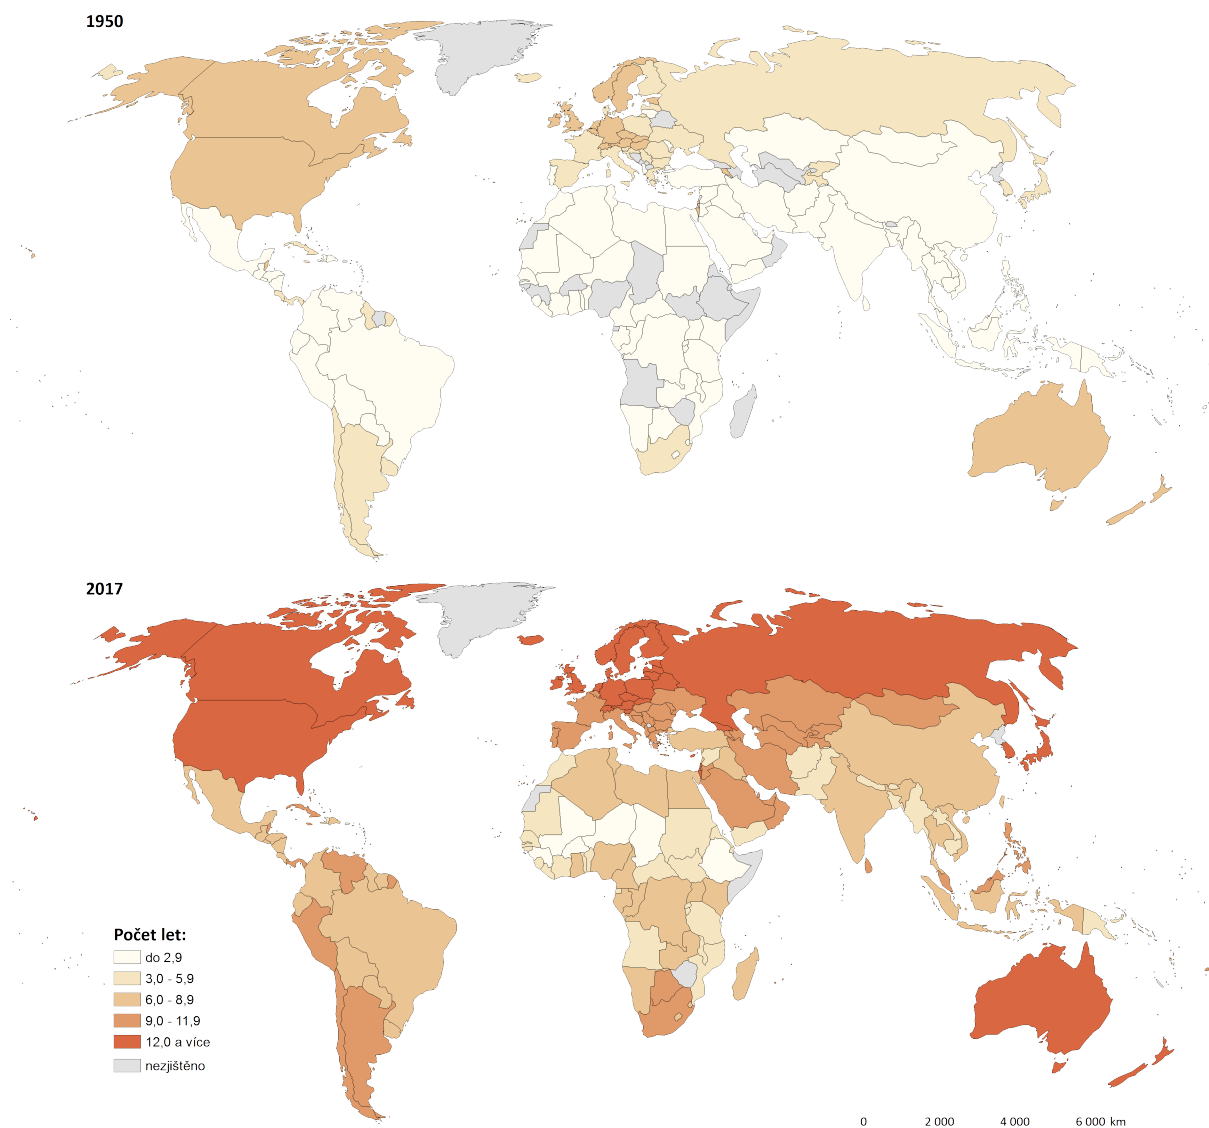 1950
2017
Počet let:
do 2,9
3,0 - 5,9
6,0 - 8,9
9,0 - 11,9
12,0 a více
nezjištěno
0 2 000 4 000 6 000 km